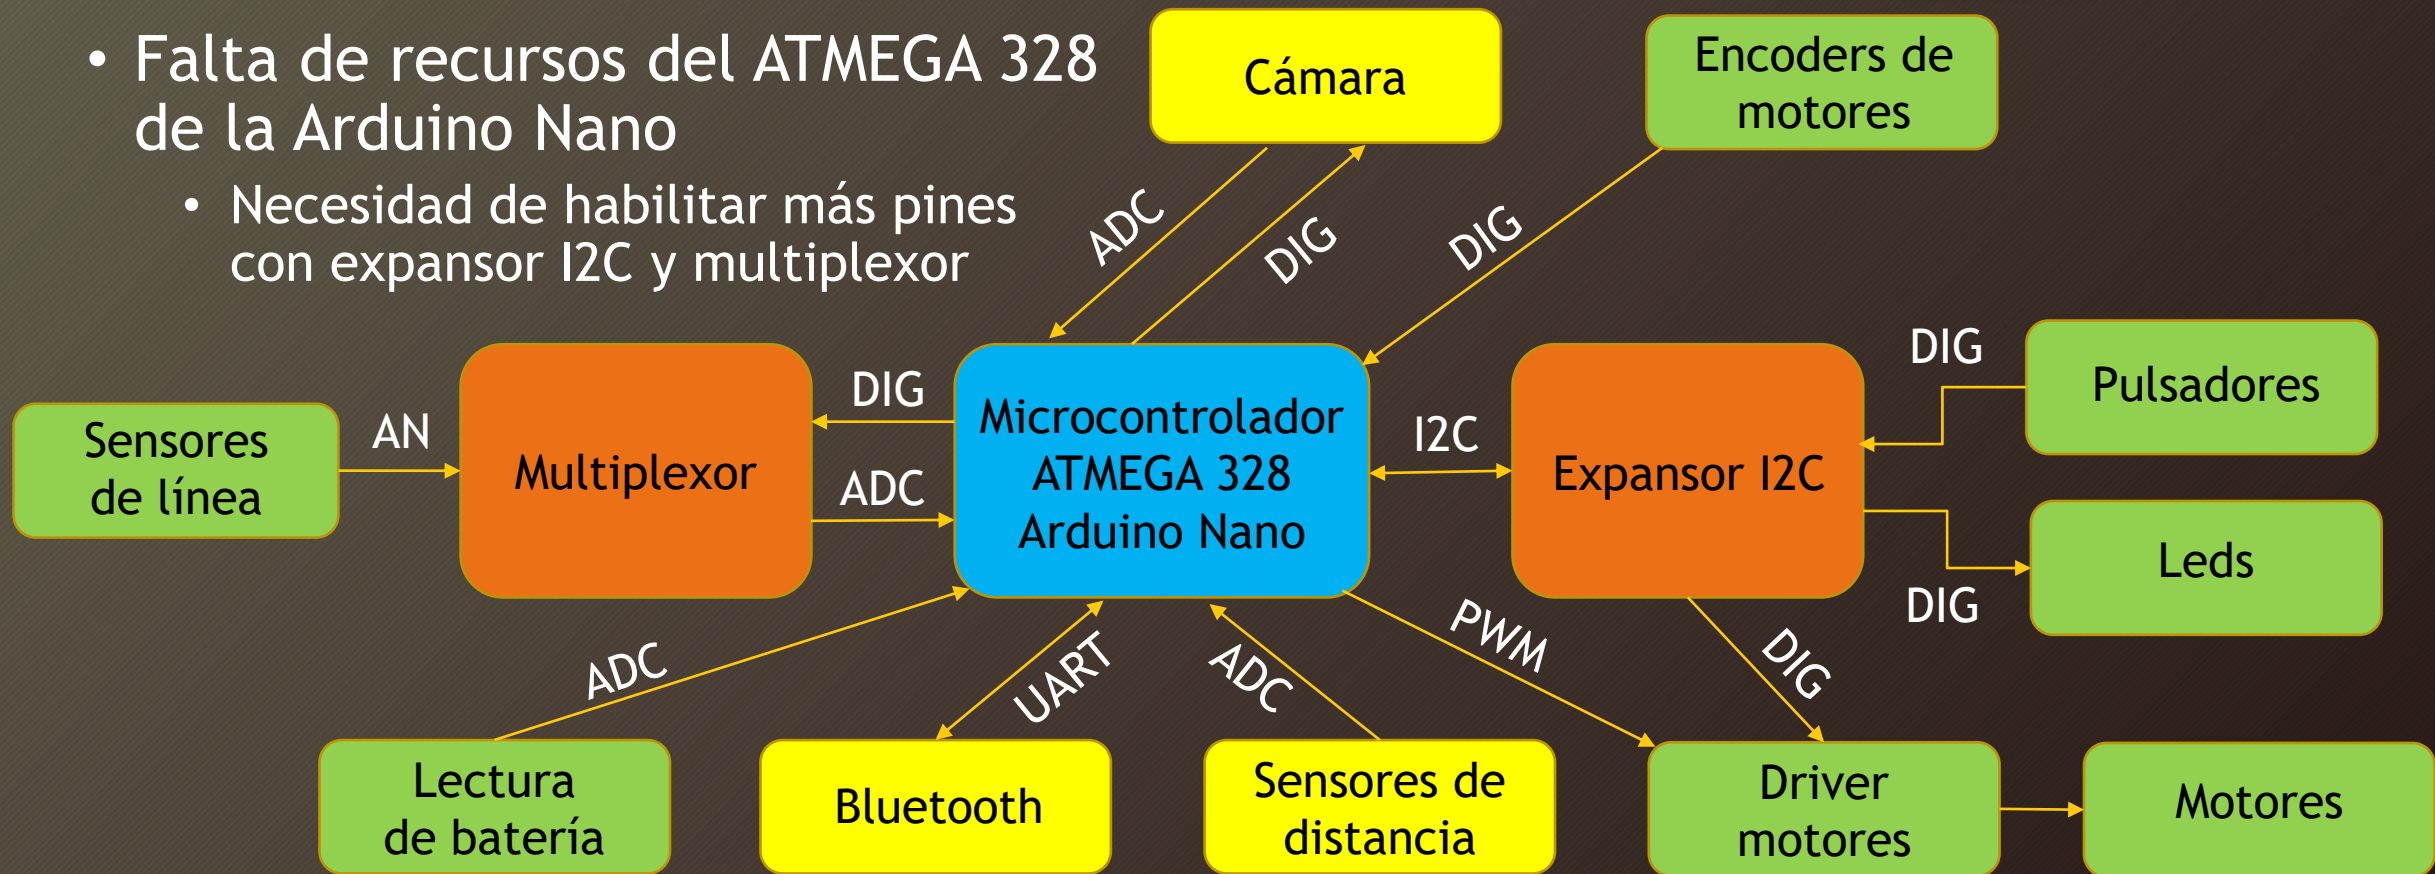 • Falta de recursos del ATMEGA 328
de la Arduino Nano
• Necesidad de habilitar más pines
con expansor I2C y multiplexor
Cámara
Encoders de
motores
ADC
DIG
DIG
Sensores
de línea
AN
Multiplexor
DIG
ADC
Microcontrolador
ATMEGA 328
Arduino Nano
I2C
Expansor I2C
DIG
Pulsadores
DIG
Leds
ADC
UART
ADC
PWM
DIG
Lectura
de batería
Bluetooth
Sensores de
distancia
Driver
motores
Motores